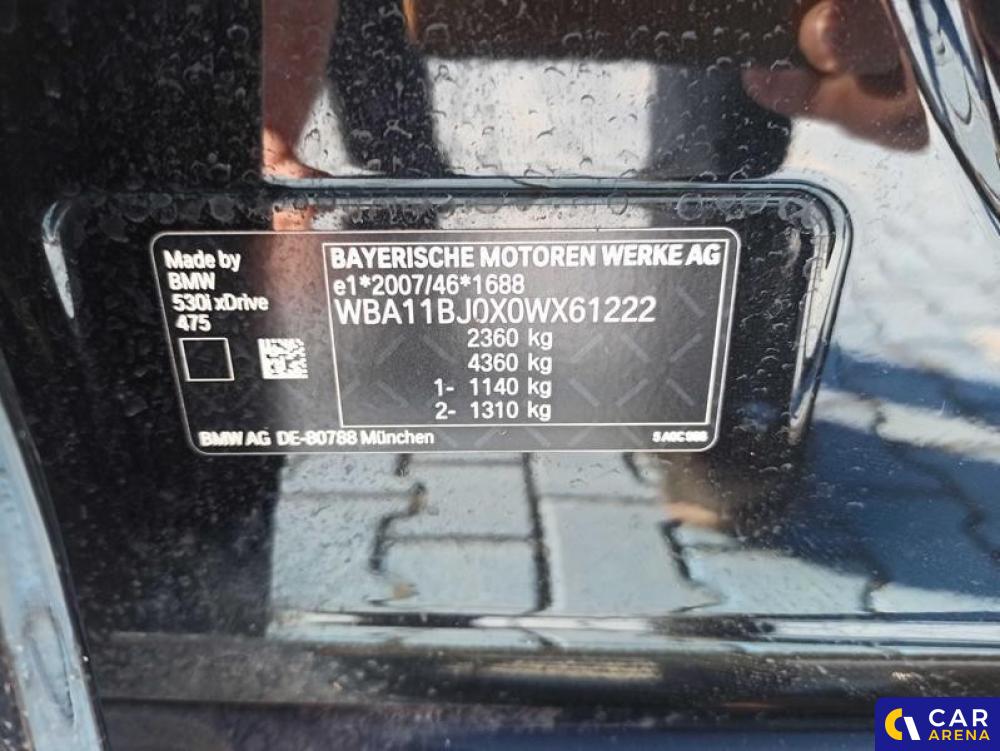 Made by
BMW
530i xDrive
475
BAYERISCHE MOTOREN WERKE AG
e1*2007/46*1688
WBA11BJ0X0WX61222
2360 kg
4360 kg
1- 1140 kg
2- 1310 kg
BMW AG DE-80788 München
CAR
ARENA